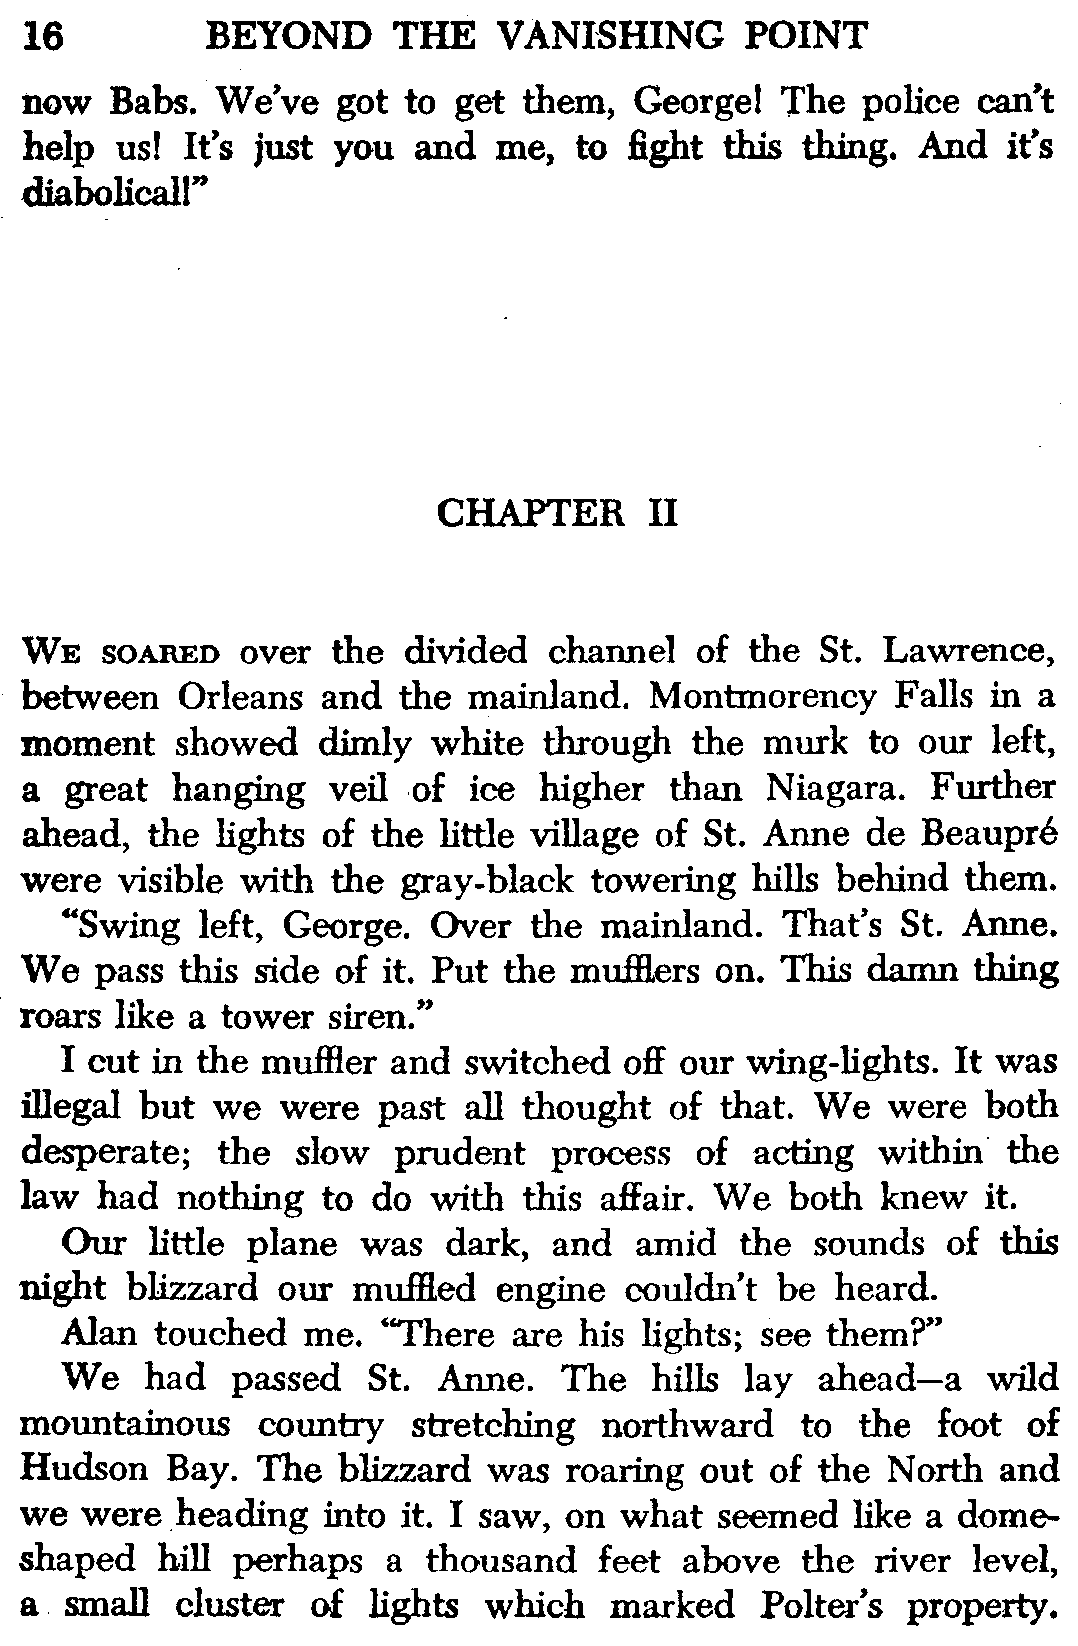 16 BEYOND THE VANISHING POINT
now Babs. We've got to get them, George! The police can't
help us! It's just you and me, to fight this thing. And it's
diabolical!”
CHAPTER II
WE SOARED over the divided channel of the St. Lawrence,
between Orleans and the mainland. Montmorency Falls in a
moment showed dimly white through the murk to our left,
a great hanging veil of ice higher than Niagara. Further
ahead, the lights of the little village of St. Anne de Beaupré
were visible with the gray-black towering hills behind them.
“Swing left, George. Over the mainland. That's St. Anne.
We pass this side of it. Put the mufflers on. This damn thing
roars like a tower siren.”
I cut in the muffler and switched off our wing-lights. It was
illegal but we were past all thought of that. We were both
desperate; the slow prudent process of acting within the
law had nothing to do with this affair. We both knew it.
Our little plane was dark, and amid the sounds of this
night blizzard our muffled engine couldn't be heard.
Alan touched me. “There are his lights; see them?”
We had passed St. Anne. The hills lay ahead—a wild
mountainous country stretching northward to the foot of
Hudson Bay. The blizzard was roaring out of the North and
we were heading into it. I saw, on what seemed like a dome-
shaped hill perhaps a thousand feet above the river level,
a small cluster of lights which marked Polter's property.